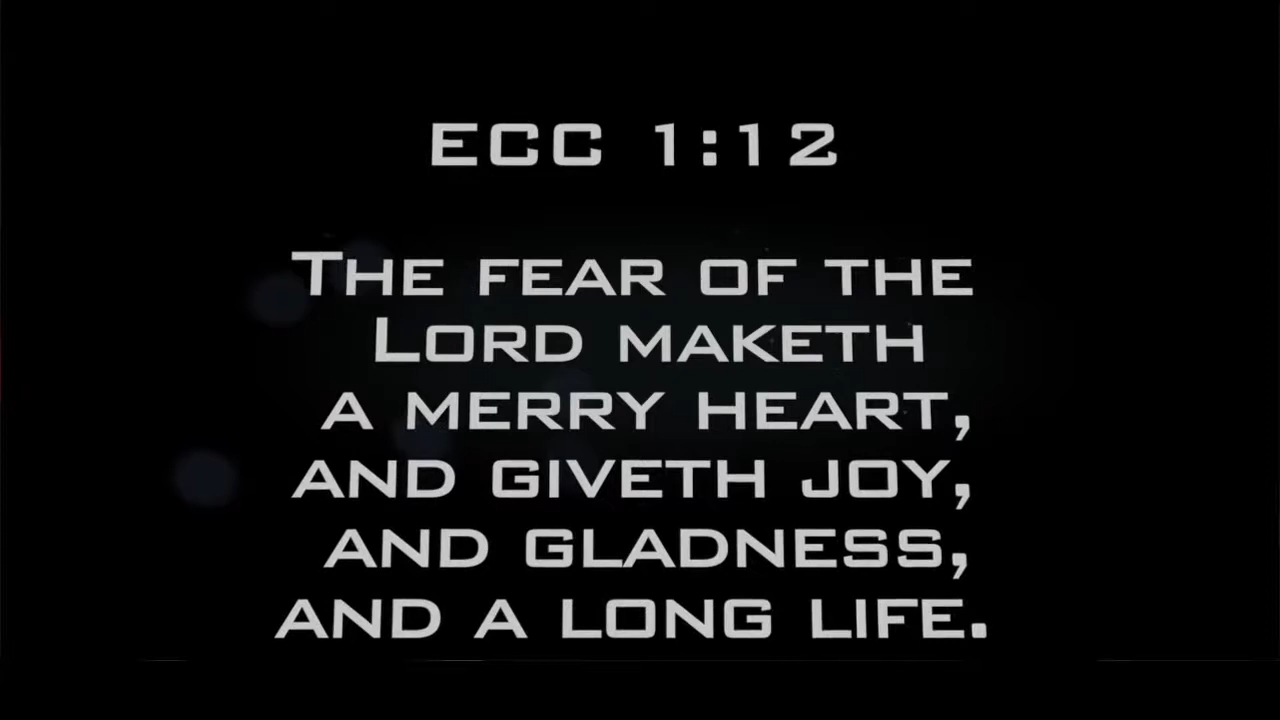 ECC 1:12
The fear of the
Lord maketh
a merry heart,
and giveth joy,
and gladness,
and a long life.